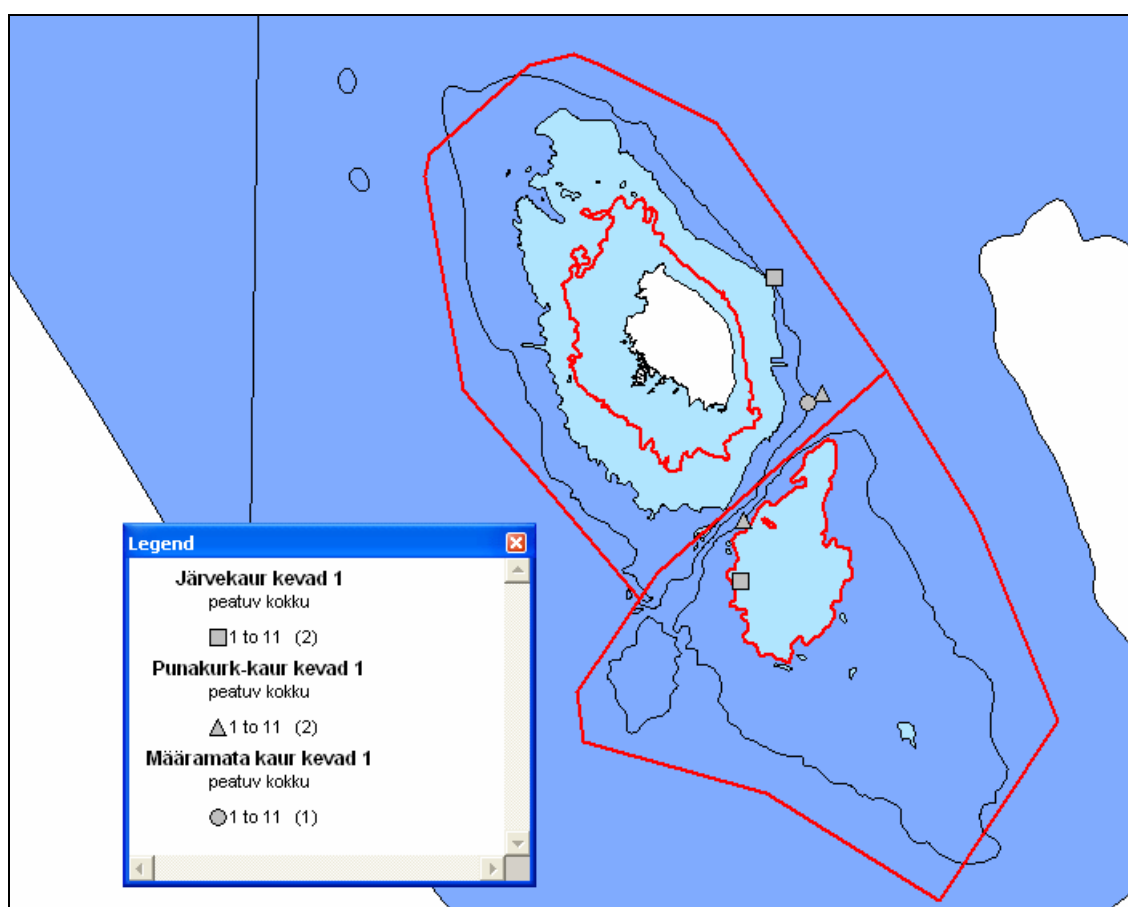 Legend
Järvekaur kevad 1
peatuv kokku
1 to 11 (2)
Punakurk-kaur kevad 1
peatuv kokku
1 to 11 (2)
Määramata kaur kevad 1
peatuv kokku
1 to 11 (1)